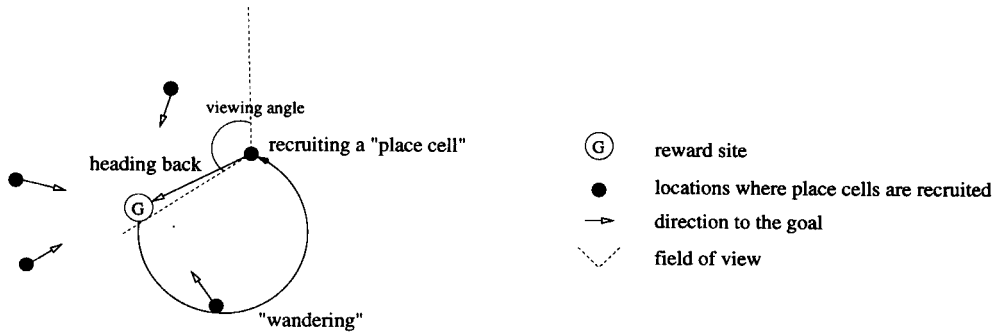 viewing angle
recruiting a "place cell"
heading back
G
"wandering"
G
reward site
locations where place cells are recruited
direction to the goal
field of view